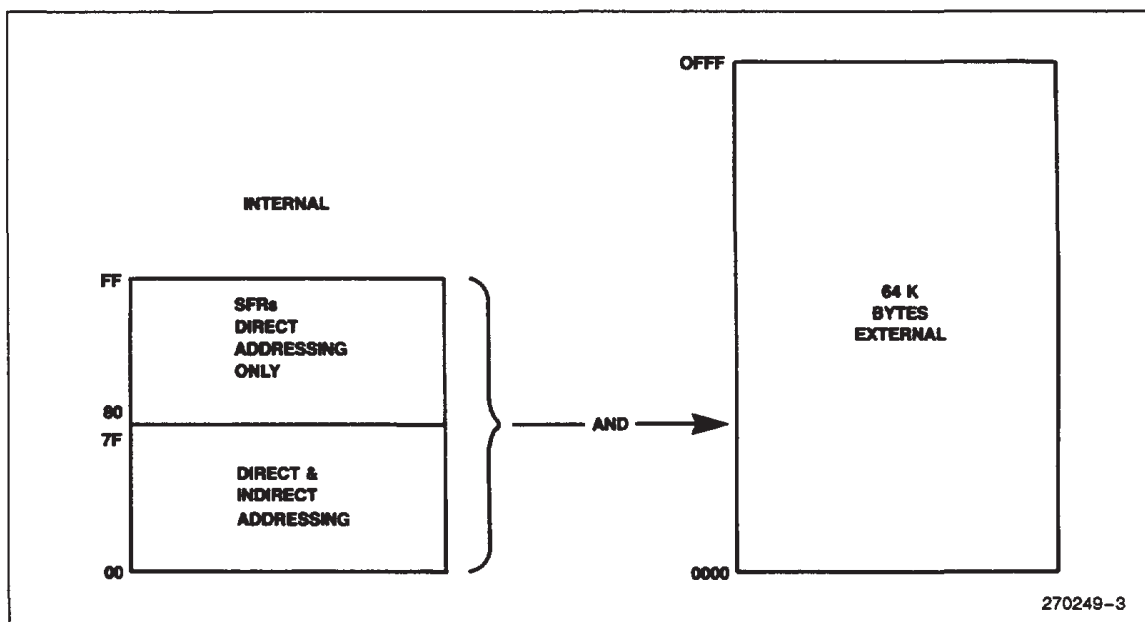 INTERNAL
FF
SFRs
DIRECT
ADDRESSING
ONLY
80
7F
DIRECT &
INDIRECT
ADDRESSING
00
AND
OFFF
64 K
BYTES
EXTERNAL
0000
270249-3